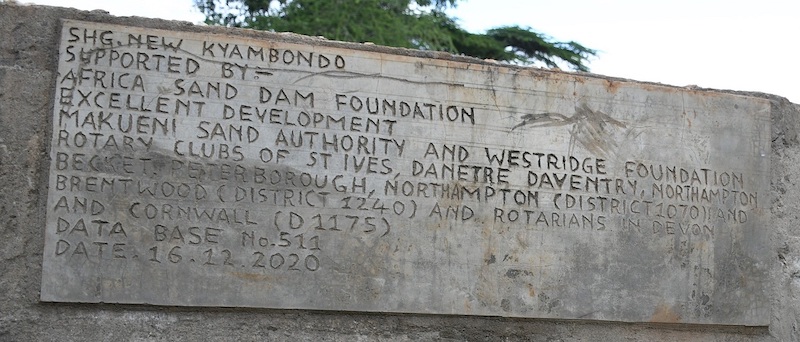 SHG. NEW KYAMBONDO
SUPPORTED BY:-
AFRICA SAND DAM FOUNDATION
EXCELLENT DEVELOPMENT
MAKUENI SAND AUTHORITY AND WESTRIDGE FOUNDATION
ROTARY CLUBS OF ST IVES, DANETRE DAVENTRY, NORTHAMPTON
BECKET, PETERBOROUGH, NORTHAMPTON (DISTRICT 1070) AND
BRENTWOOD (DISTRICT 1240) AND ROTARIANS IN DEVON
AND CORNWALL (D1175)
DATA BASE No. 511
DATE. 16.12.2020